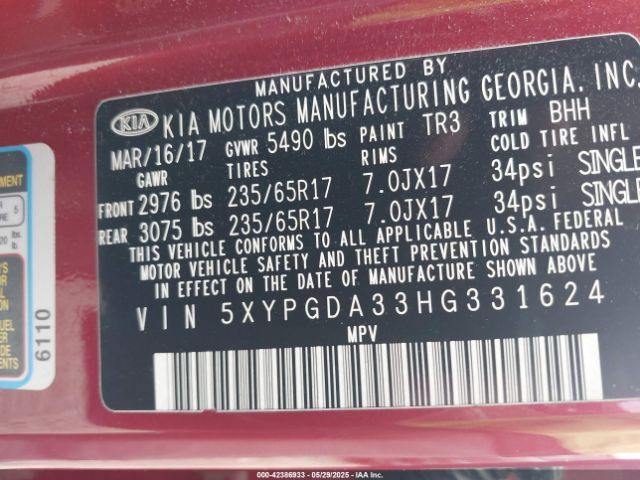 MANUFACTURED BY
KIA KIA MOTORS MANUFACTURING GEORGIA, INC.
MAR/16/17 GVWR 5490 lbs PAINT TR3 TRIM BHH
GAWR TIRES RIMS COLD TIRE INFL
FRONT 2976 lbs 235/65R17 7.0JX17 34psi SINGLE
REAR 3075 lbs 235/65R17 7.0JX17 34psi SINGLE
THIS VEHICLE CONFORMS TO ALL APPLICABLE U.S.A. FEDERAL
MOTOR VEHICLE SAFETY AND THEFT PREVENTION STANDARDS
IN EFFECT ON THE DATE OF MANUFACTURE SHOWN ABOVE
VIN 5XYPGDA33HG331624
MPV
6110
5
lbs.
000-42386933 — 05/29/2025 — IAA, Inc.